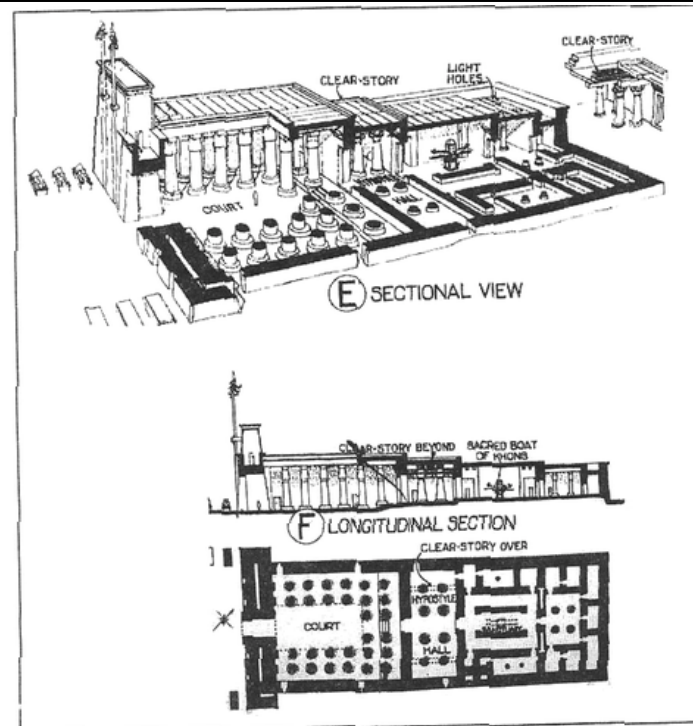 CLEAR-STORY
CLEAR-STORY
LIGHT
HOLES
COURT
HALL
E SECTIONAL VIEW
CLEAR-STORY BEYOND
SACRED BOAT
OF KHONS
F LONGITUDINAL SECTION
CLEAR-STORY OVER
HYPOSTYLE
COURT
HALL